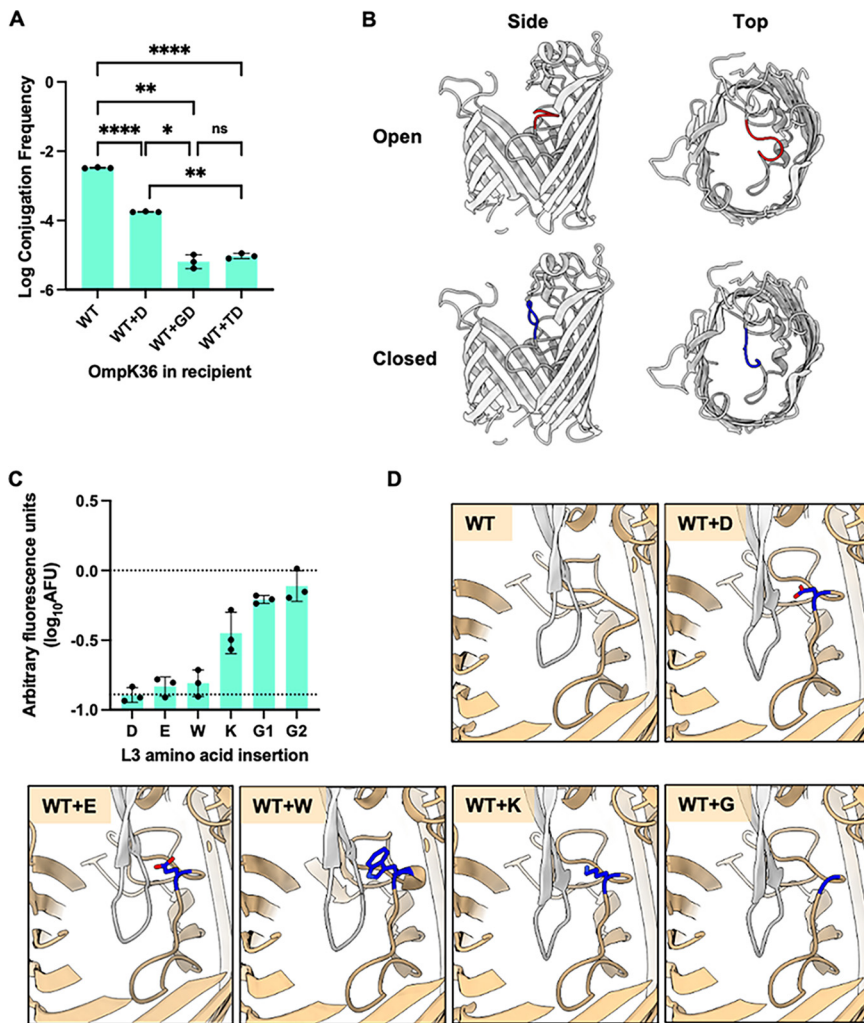 A
Log Conjugation Frequency
0
-2
-4
-6
****
**
**** * ns
**
WT WT+D WT+GD WT+TD
OmpK36 in recipient
B
Side Top
Open
Closed
C
Arbitrary fluorescence units
(log10AFU)
0.5
0.0
-0.5
-1.0
D E W K G1 G2
L3 amino acid insertion
D
WT WT+D
WT+E WT+W WT+K WT+G